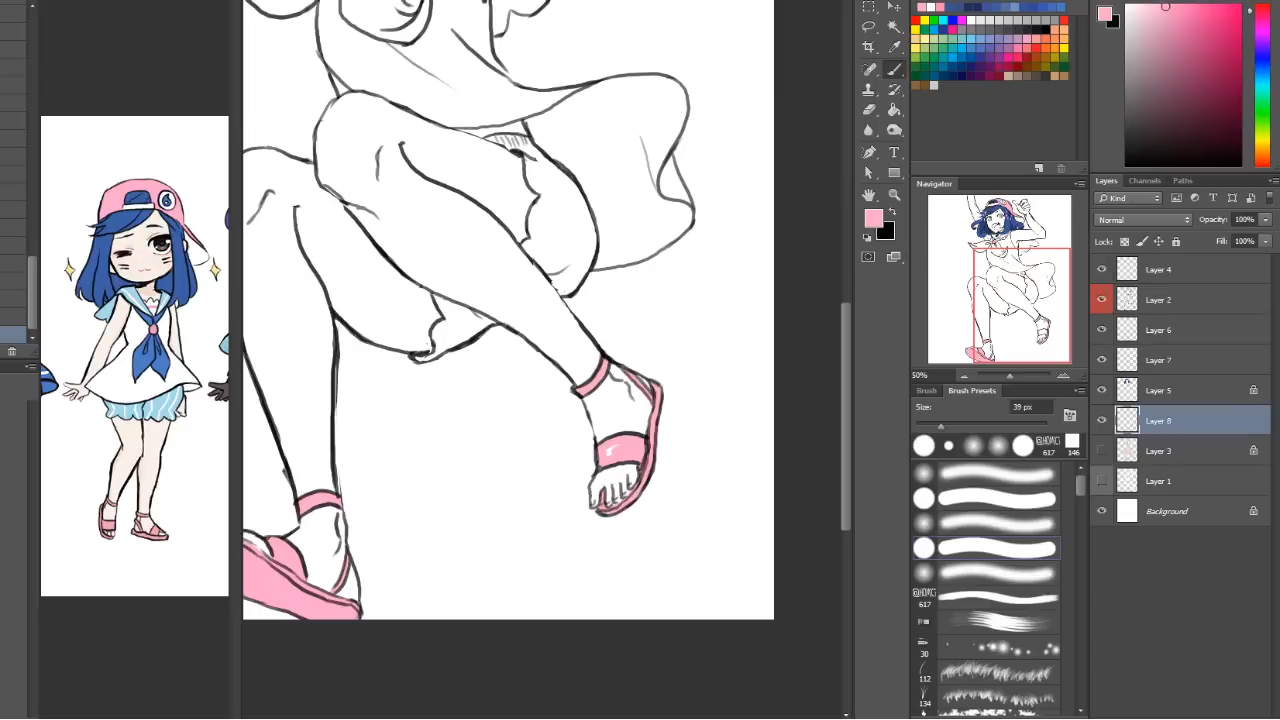 Layers
Channels
Paths
Kind
Normal
Opacity:
100%
Lock:
Fill:
100%
Layer 4
Layer 2
Layer 6
Layer 7
Layer 5
Layer 8
Layer 3
Layer 1
Background
Navigator
50%
Brush
Brush Presets
Size:
39 px
617
146
617
30
112
134
6
T